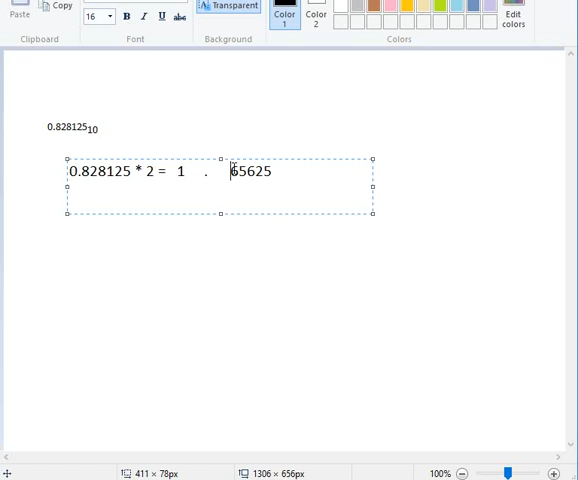 Paste
Copy
Clipboard
16
B I U abc
Font
A Transparent
Background
Color 1
Color 2
Edit colors
Colors
0.828125₁₀
0.828125 * 2 = 1 . 65625
411 × 78px
1306 × 656px
100%